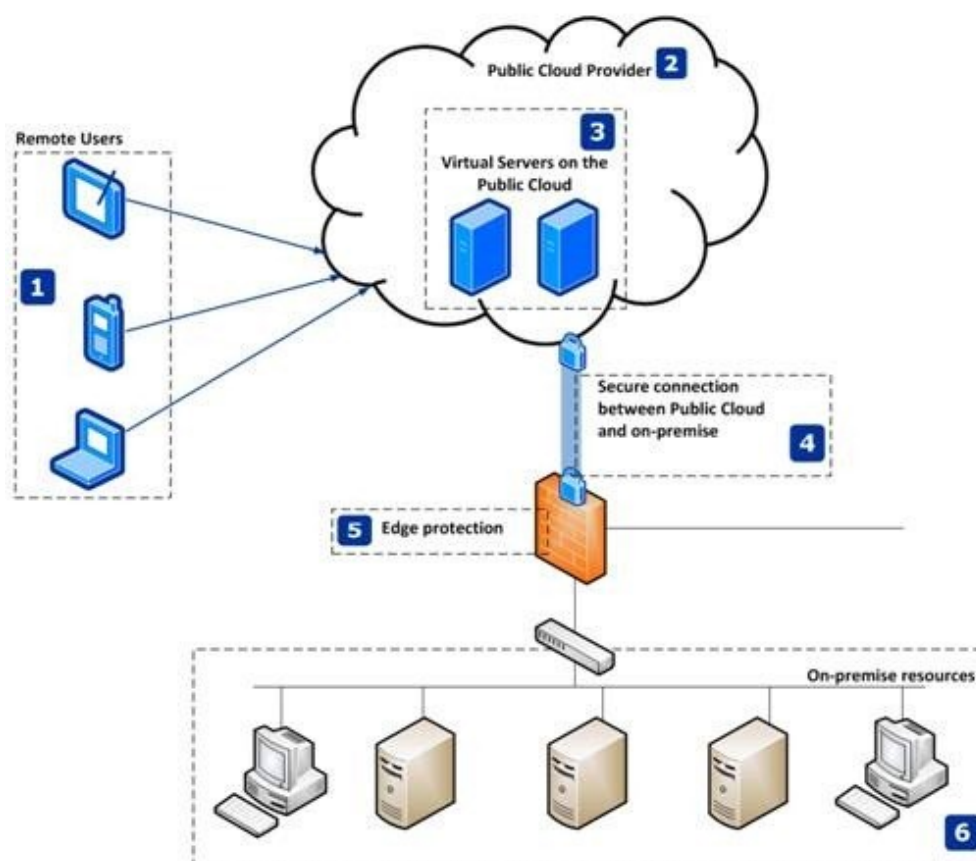 Public Cloud Provider 2
3
Remote Users
Virtual Servers on the
Public Cloud
1
Secure connection
between Public Cloud
and on-premise
4
5 Edge protection
On-premise resources
6